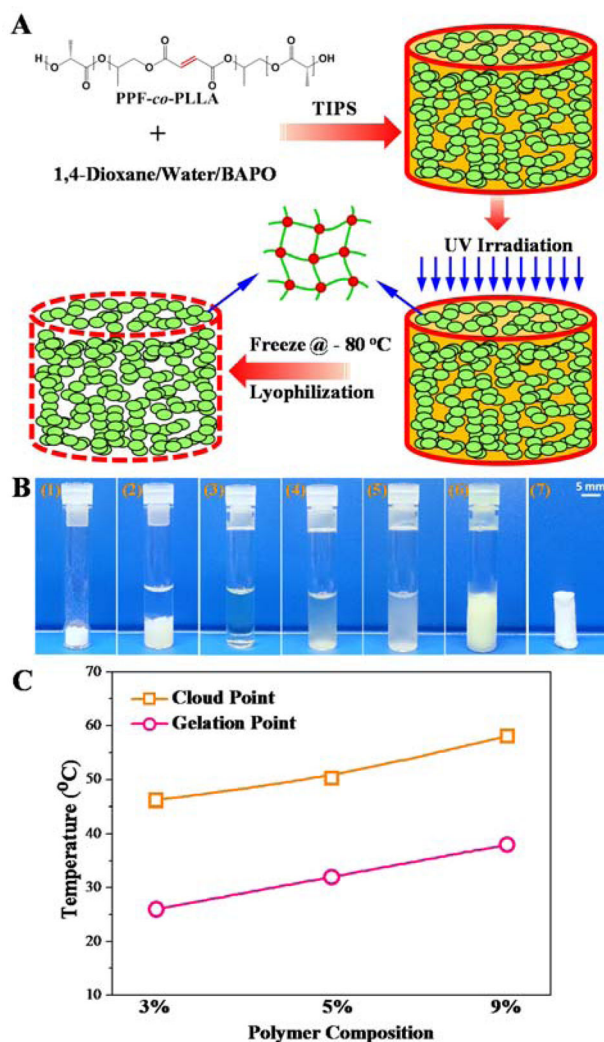 A
H
O
O
O
O
O
O
O
O
O
O
OH
PPF-co-PLLA
+
1,4-Dioxane/Water/BAPO
TIPS
UV Irradiation
Freeze @ - 80 °C
Lyophilization
B
(1) (2) (3) (4) (5) (6) (7) 5 mm
C
70
60
50
40
30
20
10
Temperature (⁰C)
Cloud Point
Gelation Point
3% 5% 9%
Polymer Composition